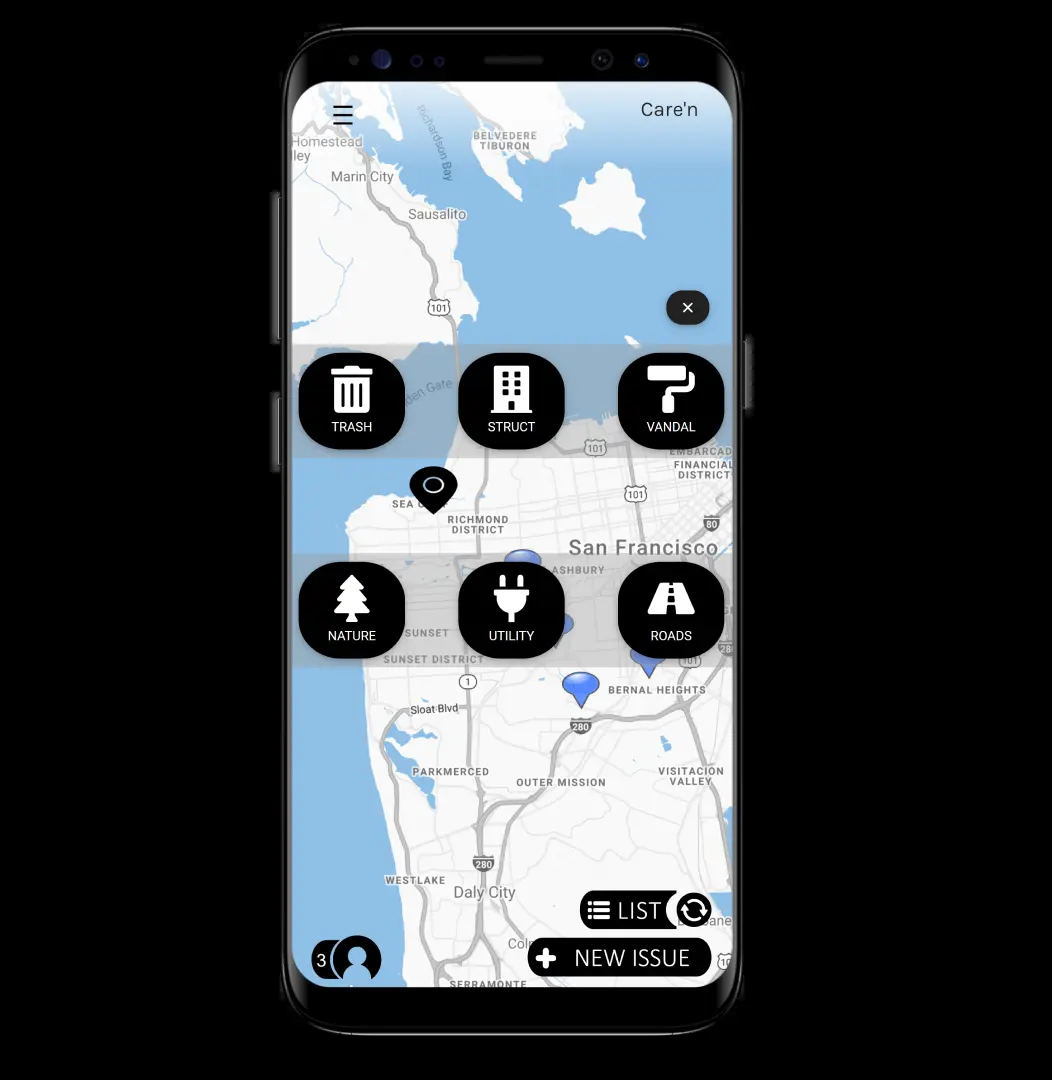 Care'n
BELVEDERE
TIBURON
Richardson Bay
Homestead
lley
Marin City
Sausalito
101
×
Gate
TRASH
STRUCT
VANDAL
101
EMBARCAD
FINANCIAL
DISTRICT
101
80
SEA
RICHMOND
DISTRICT
San Francisco
ASHBURY
NATURE
UTILITY
ROADS
SUNSET
SUNSET DISTRICT
101
280
1
BERNAL HEIGHTS
Sloat Blvd
280
PARKMERCED
OUTER MISSION
VISITACION
VALLEY
280
WESTLAKE
Daly City
LIST
ane
Col
NEW ISSUE
3
SERRAMONTE